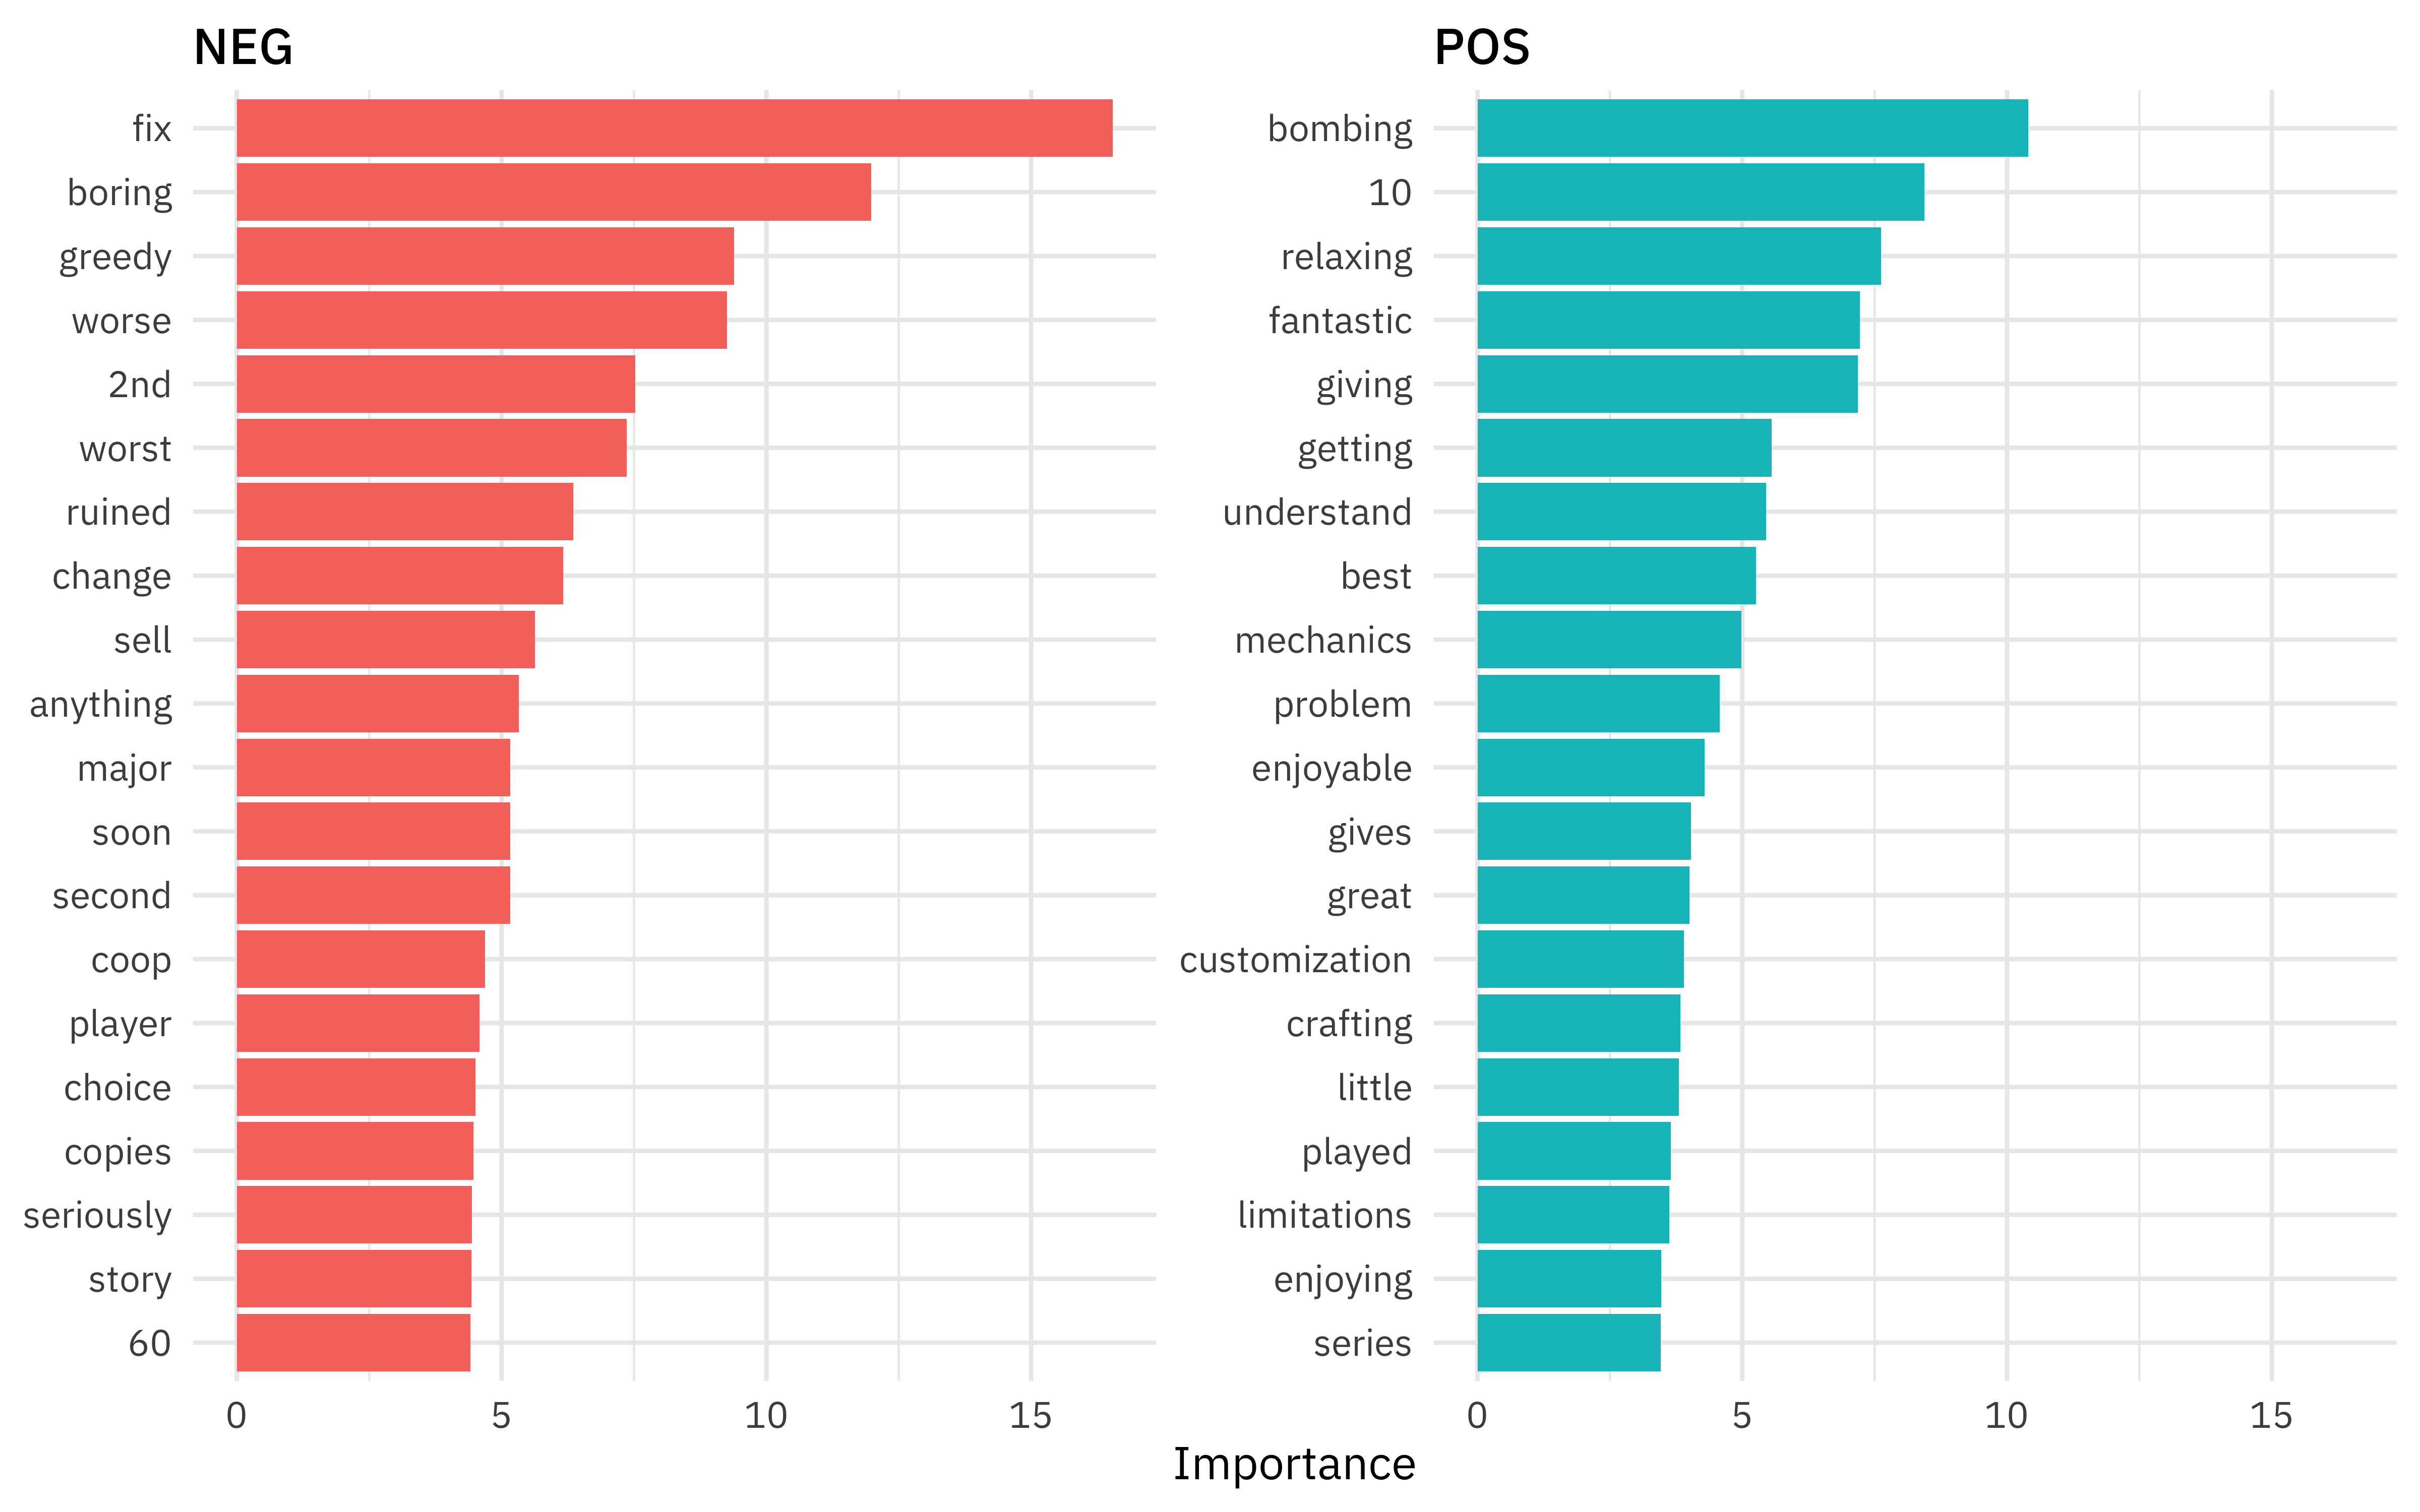 NEG
fix
boring
greedy
worse
2nd
worst
ruined
change
sell
anything
major
soon
second
coop
player
choice
copies
seriously
story
60
0 5 10 15
POS
bombing
10
relaxing
fantastic
giving
getting
understand
best
mechanics
problem
enjoyable
gives
great
customization
crafting
little
played
limitations
enjoying
series
0 5 10 15
Importance